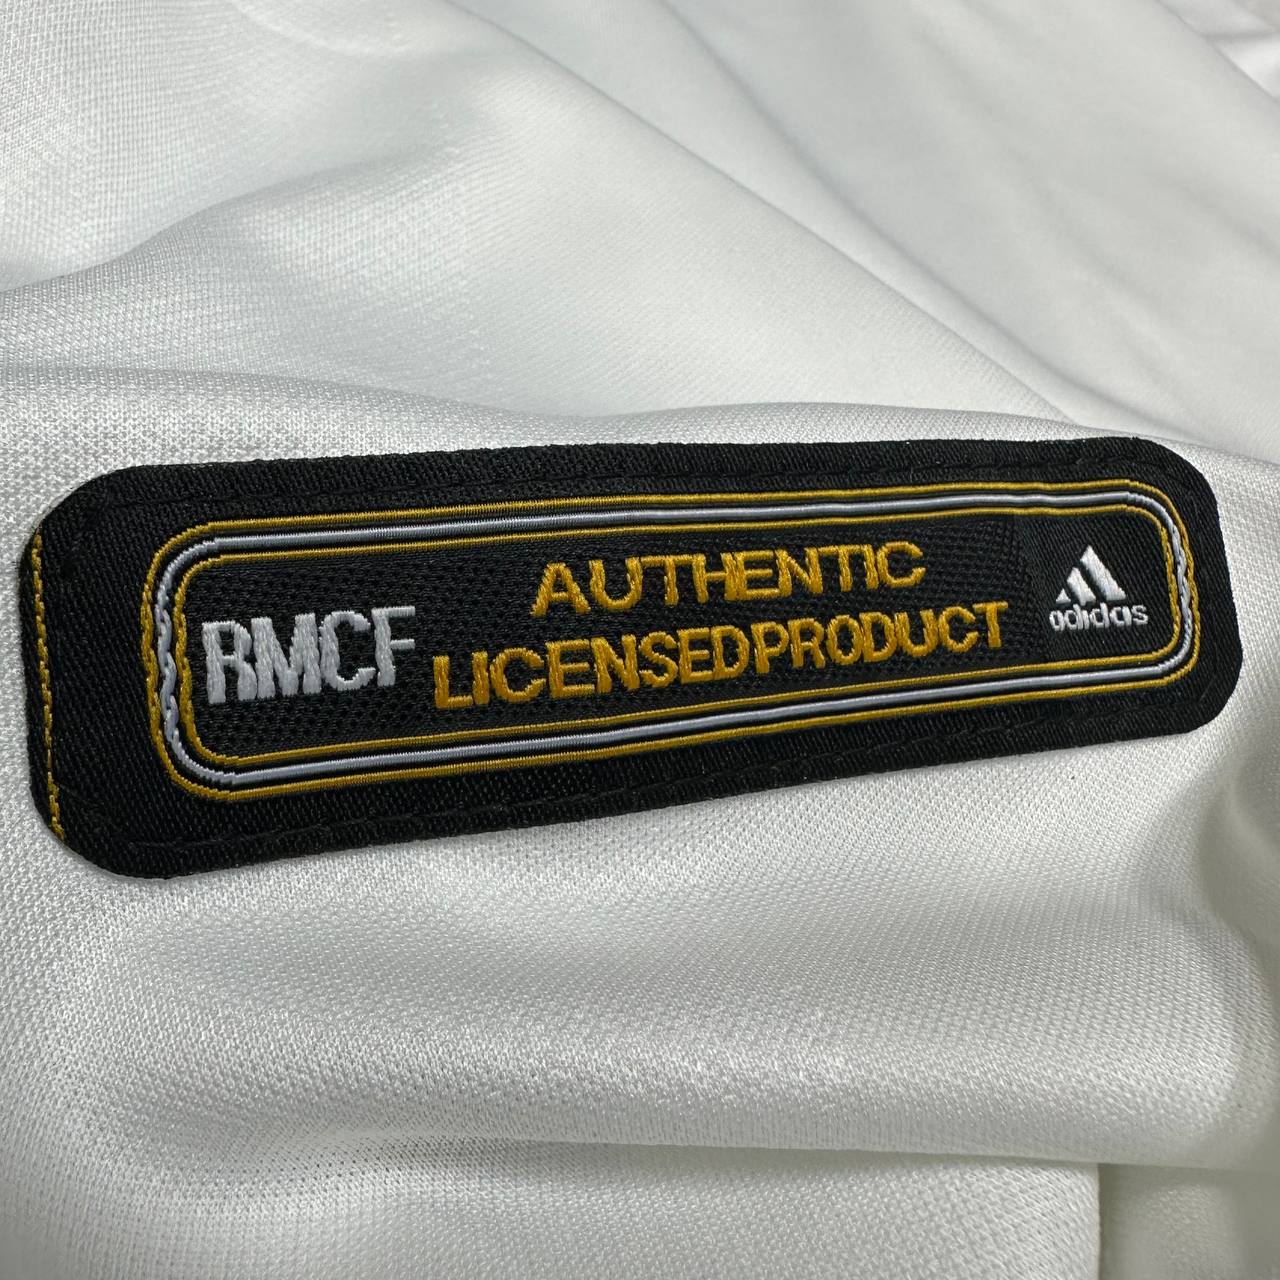 RMCF
AUTHENTIC
LICENSED PRODUCT
adidas